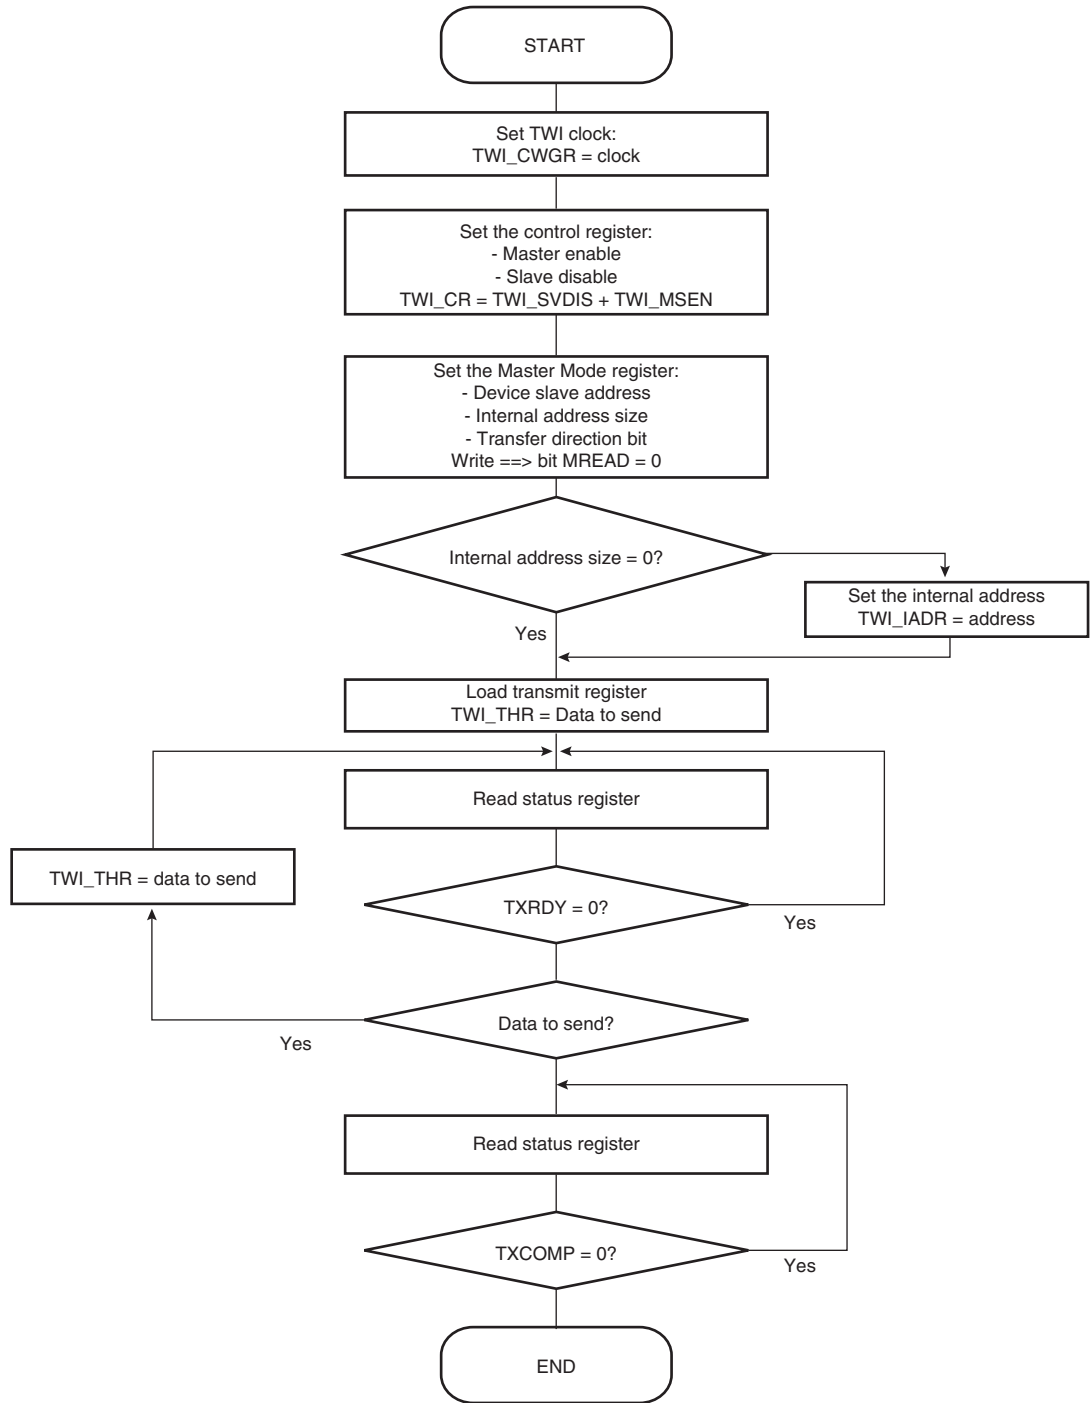 START
Set TWI clock:
TWI_CWGR = clock
Set the control register:
- Master enable
- Slave disable
TWI_CR = TWI_SVDIS + TWI_MSEN
Set the Master Mode register:
- Device slave address
- Internal address size
- Transfer direction bit
Write ==> bit MREAD = 0
Internal address size = 0?
Set the internal address
TWI_IADR = address
Yes
Load transmit register
TWI_THR = Data to send
Read status register
TWI_THR = data to send
TXRDY = 0?
Yes
Data to send?
Yes
Read status register
TXCOMP = 0?
Yes
END